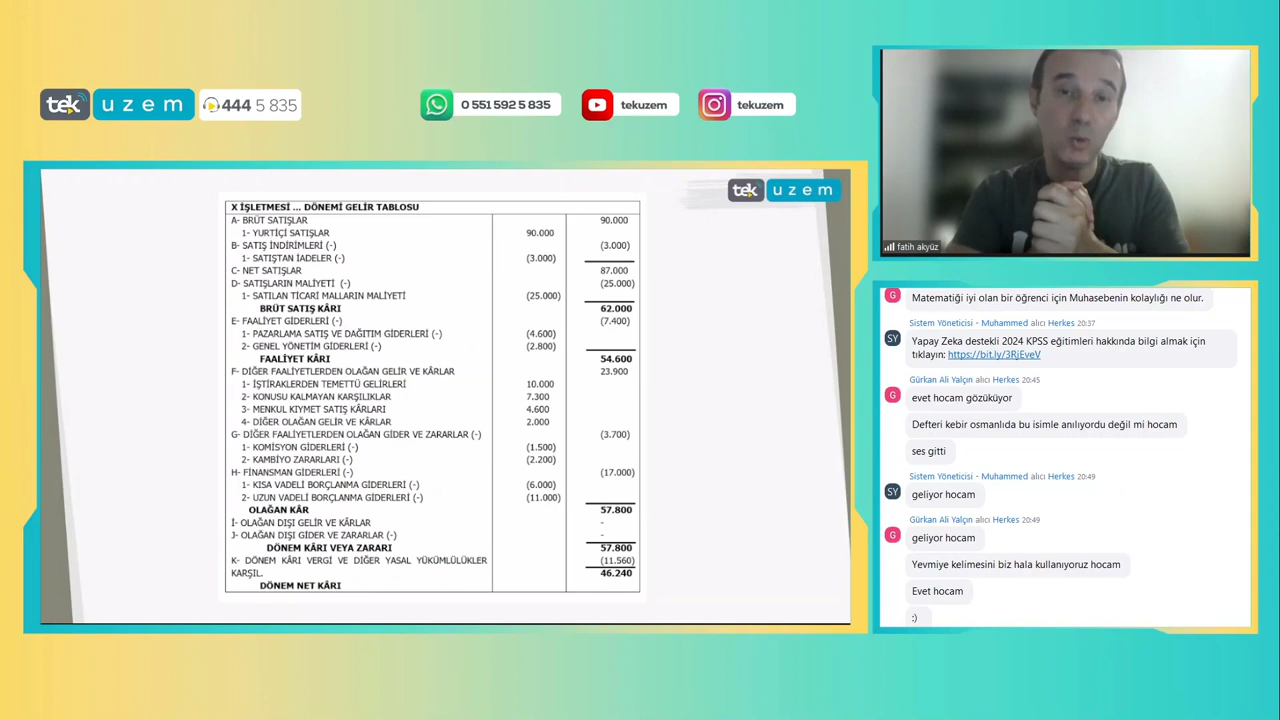 tek uzem
444 5 835
0 551 592 5 835
tekuzem
tekuzem
tek uzem
X İŞLETMESİ ... DÖNEMİ GELİR TABLOSU
A- BRÜT SATIŞLAR 90.000
1- YURTİÇİ SATIŞLAR 90.000
B- SATIŞ İNDİRİMLERİ (-) (3.000)
1- SATIŞTAN İADELER (-) (3.000)
C- NET SATIŞLAR 87.000
D- SATIŞLARIN MALİYETİ (-) (25.000)
1- SATILAN TİCARİ MALLARIN MALİYETİ (25.000)
BRÜT SATIŞ KÂRI 62.000
E- FAALİYET GİDERLERİ (-) (7.400)
1- PAZARLAMA SATIŞ VE DAĞITIM GİDERLERİ (-) (4.600)
2- GENEL YÖNETİM GİDERLERİ (-) (2.800)
FAALİYET KÂRI 54.600
F- DİĞER FAALİYETLERDEN OLAĞAN GELİR VE KÂRLAR 23.900
1- İŞTİRAKLERDEN TEMETTÜ GELİRLERİ 10.000
2- KONUSU KALMAYAN KARŞILIKLAR 7.300
3- MENKUL KIYMET SATIŞ KÂRLARI 4.600
4- DİĞER OLAĞAN GELİR VE KÂRLAR 2.000
G- DİĞER FAALİYETLERDEN OLAĞAN GİDER VE ZARARLAR (-) (3.700)
1- KOMİSYON GİDERLERİ (-) (1.500)
2- KAMBİYO ZARARLARI (-) (2.200)
H- FİNANSMAN GİDERLERİ (-) (17.000)
1- KISA VADELİ BORÇLANMA GİDERLERİ (-) (6.000)
2- UZUN VADELİ BORÇLANMA GİDERLERİ (-) (11.000)
OLAĞAN KÂR 57.800
İ- OLAĞAN DIŞI GELİR VE KÂRLAR -
J- OLAĞAN DIŞI GİDER VE ZARARLAR (-) -
DÖNEM KÂRI VEYA ZARARI 57.800
K- DÖNEM KÂRI VERGİ VE DİĞER YASAL YÜKÜMLÜLÜKLER (11.560)
KARŞIL. 46.240
DÖNEM NET KÂRI
fatih akyüz
G
Matematiği iyi olan bir öğrenci için Muhasebenin kolaylığı ne olur.
Sistem Yöneticisi - Muhammed alıcı Herkes 20:37
SY
Yapay Zeka destekli 2024 KPSS eğitimleri hakkında bilgi almak için
tıklayın: https://bit.ly/3RjEveV
Gürkan Ali Yalçın alıcı Herkes 20:45
G
evet hocam gözüküyor
Defteri kebir osmanlıda bu isimle anılıyordu değil mi hocam
ses gitti
Sistem Yöneticisi - Muhammed alıcı Herkes 20:49
SY
geliyor hocam
Gürkan Ali Yalçın alıcı Herkes 20:49
G
geliyor hocam
Yevmiye kelimesini biz hala kullanıyoruz hocam
Evet hocam
:)